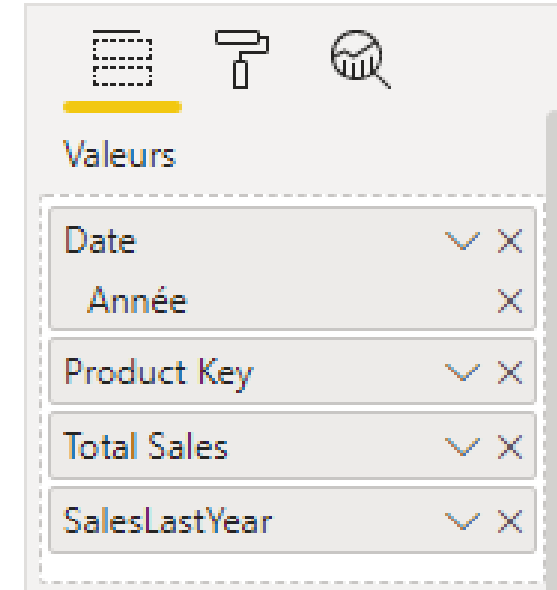 Valeurs
Date
Année
Product Key
Total Sales
SalesLastYear